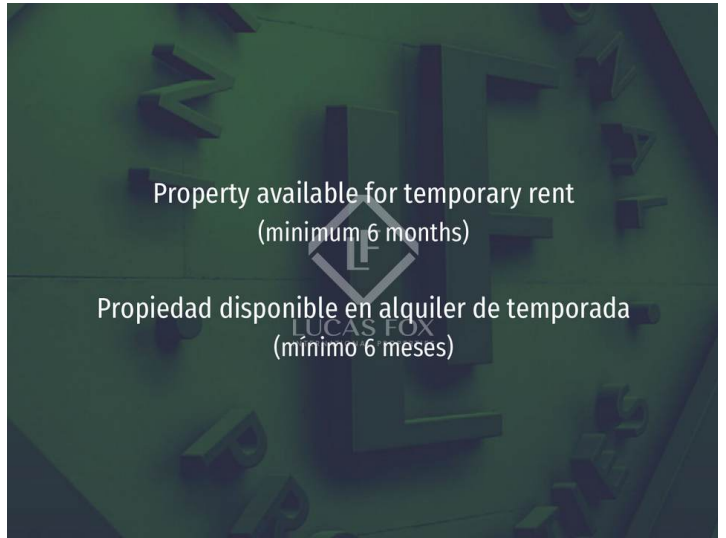 Property available for temporary rent
(minimum 6 months)
LF
Propiedad disponible en alquiler de temporada
LUCAS FOX
(mínimo 6 meses)